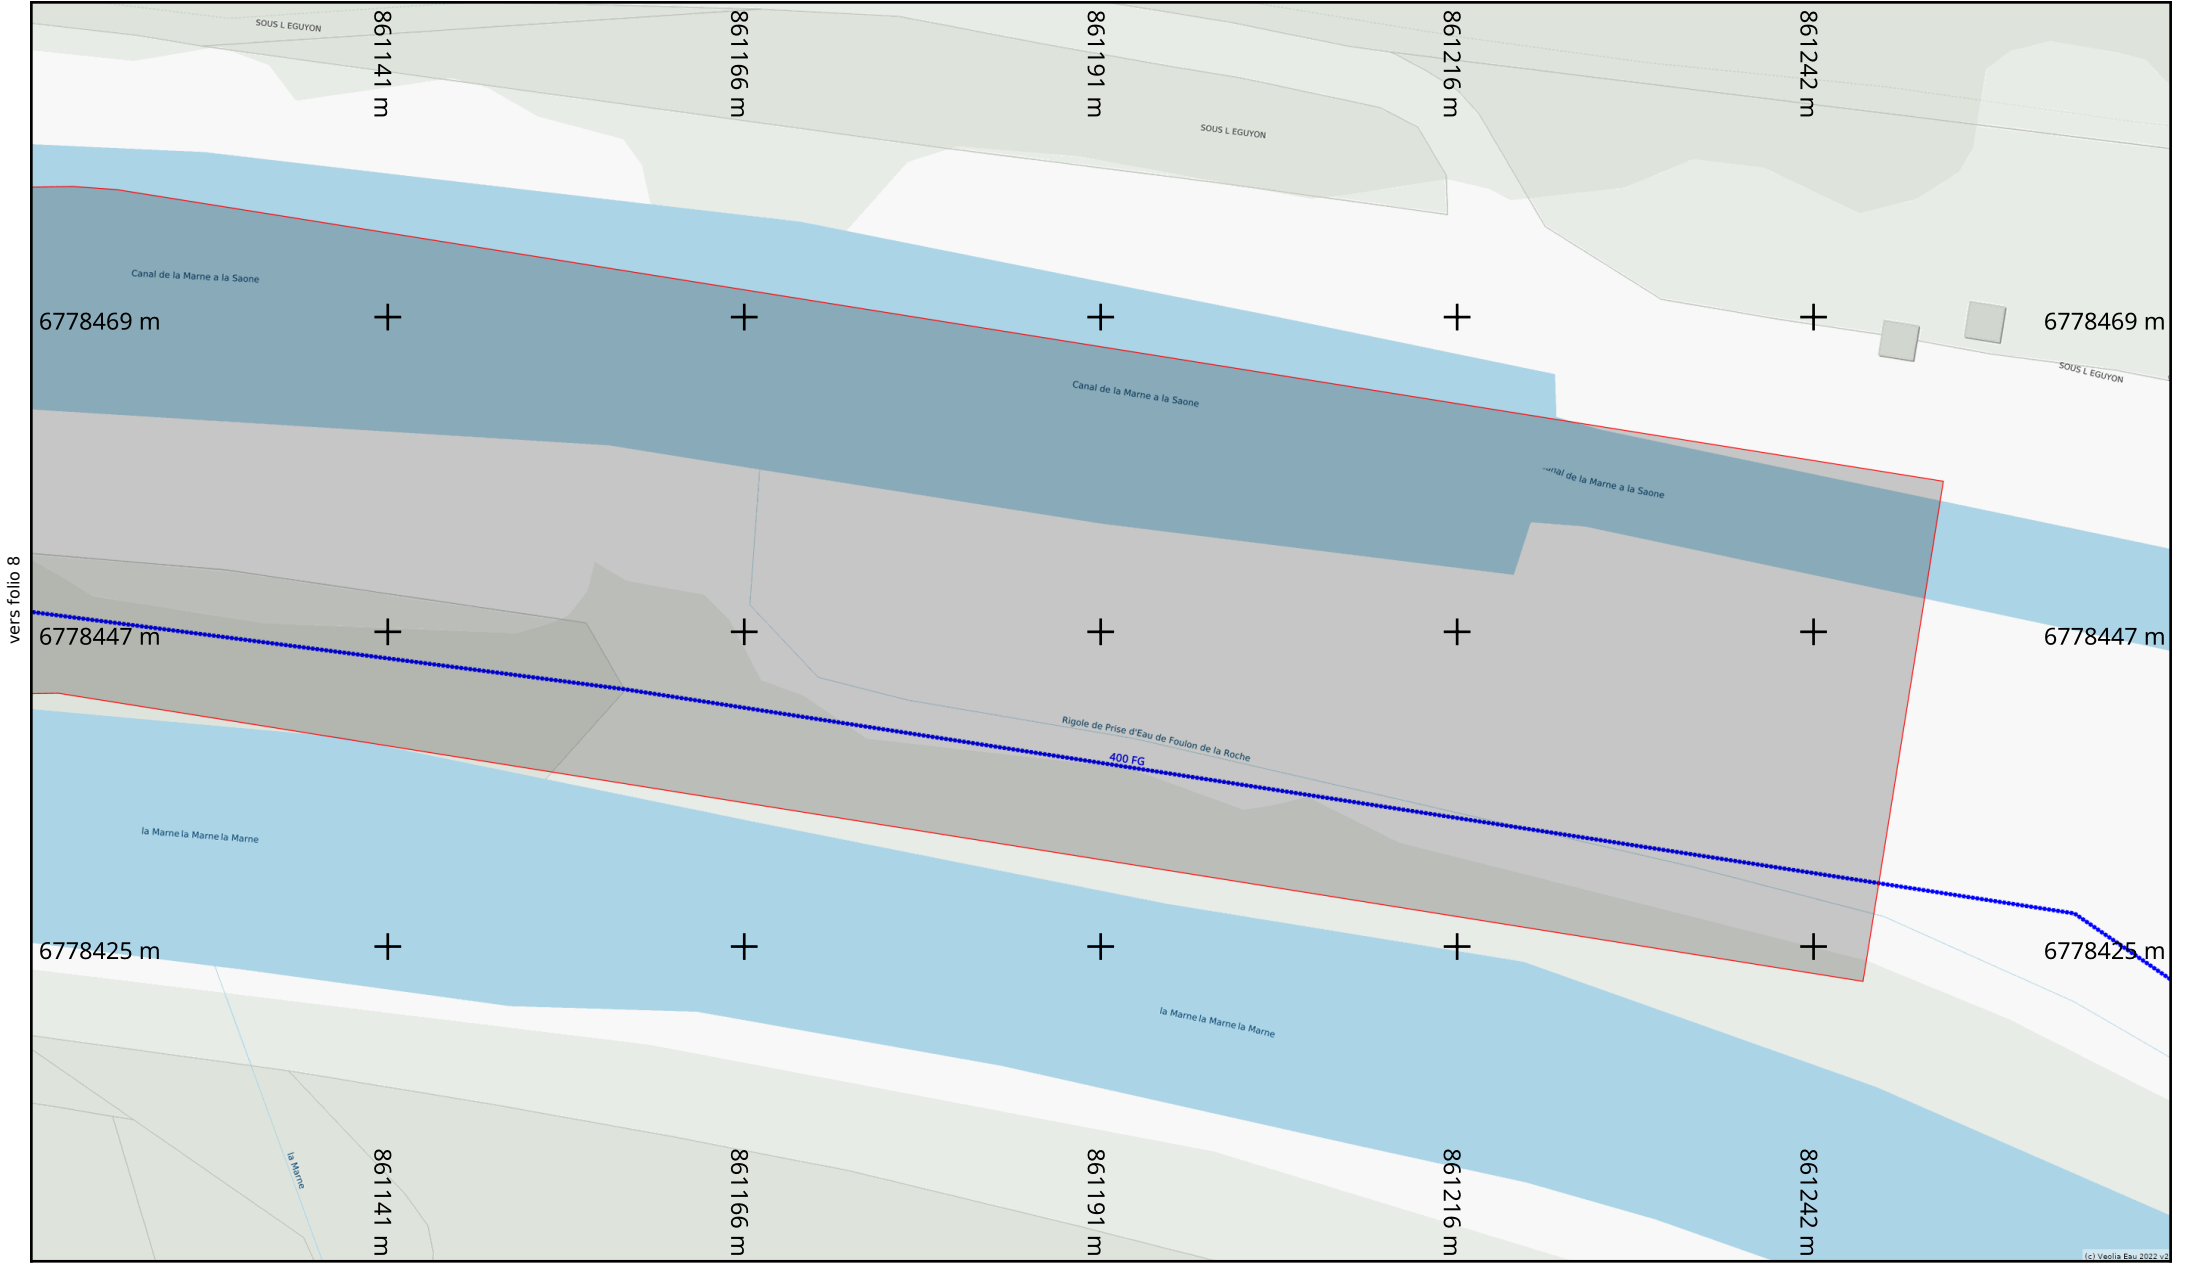 SOUS L EGUYON
861141 m
861166 m
861191 m
861216 m
861242 m
SOUS L EGUYON
Canal de la Marne a la Saone
6778469 m
6778469 m
SOUS L EGUYON
Canal de la Marne a la Saone
de la Marne a la Saone
vers folio 8
6778447 m
6778447 m
Rigole de Prise d'Eau de Foulon de la Roche
400 FG
la Marne la Marne la Marne
6778425 m
6778425 m
la Marne la Marne la Marne
la Marne
861141 m
861166 m
861191 m
861216 m
861242 m
(c) Veolia Eau 2022 v2